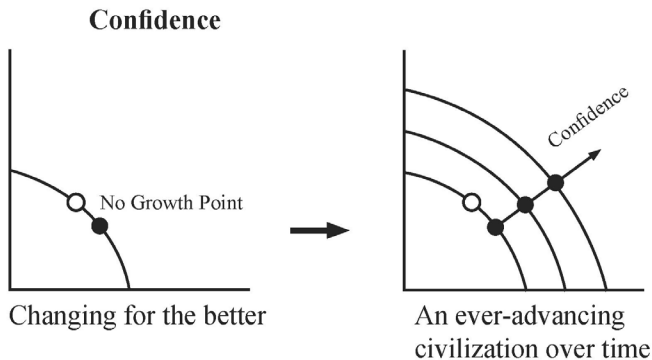 Confidence
No Growth Point
Changing for the better
Confidence
An ever-advancing
civilization over time